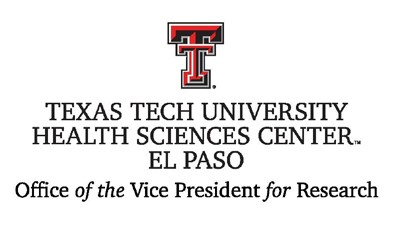 TEXAS TECH UNIVERSITY
HEALTH SCIENCES CENTER™
EL PASO
Office of the Vice President for Research